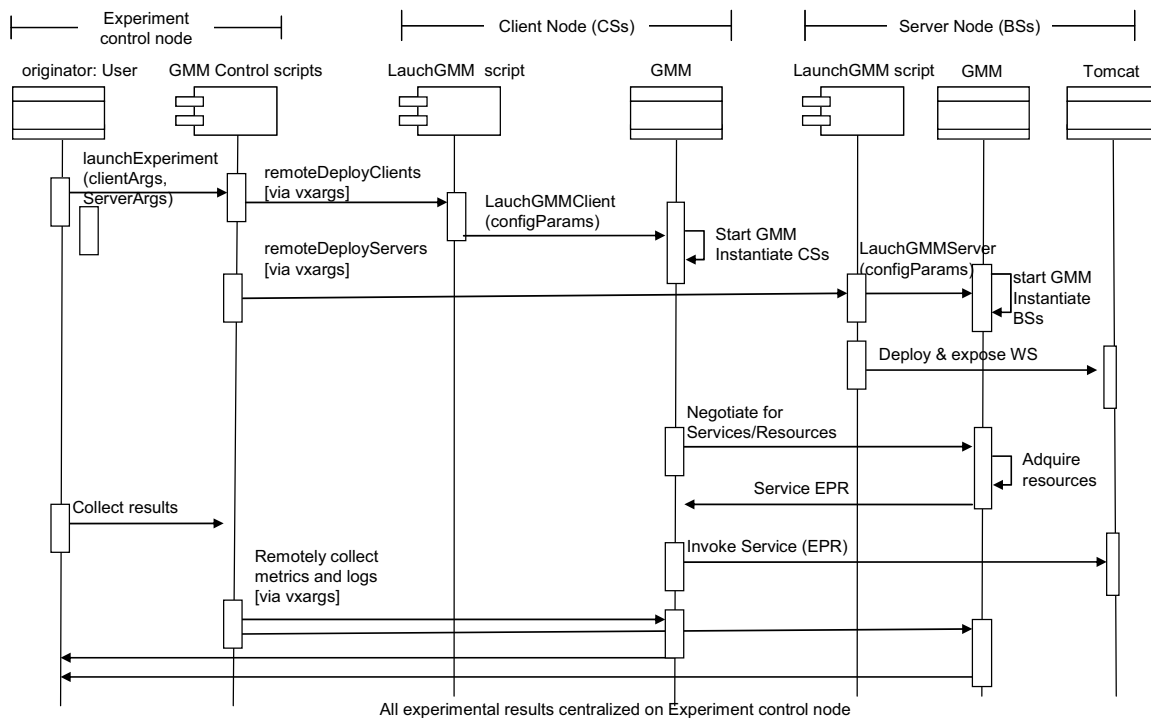 Experiment
control node
Client Node (CSs)
Server Node (BSs)
originator: User
GMM Control scripts
LauchGMM script
GMM
LaunchGMM script
GMM
Tomcat
launchExperiment
(clientArgs,
ServerArgs)
remoteDeployClients
[via vxargs]
LauchGMMClient
(configParams)
Start GMM
Instantiate CSs
remoteDeployServers
[via vxargs]
LauchGMMServer
(configParams)
start GMM
Instantiate
BSs
Deploy & expose WS
Negotiate for
Services/Resources
Adquire
resources
Service EPR
Collect results
Invoke Service (EPR)
Remotely collect
metrics and logs
[via vxargs]
All experimental results centralized on Experiment control node